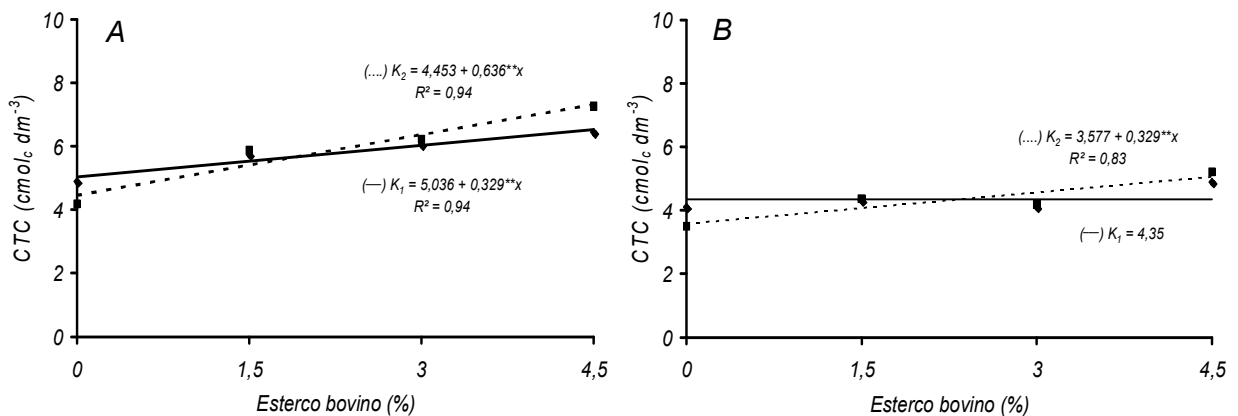 A
10
8
6
4
2
0
CTC (cmolc dm-3)
(....) K2 = 4,453 + 0,636**x
R² = 0,94
(—) K1 = 5,036 + 0,329**x
R² = 0,94
0 1,5 3 4,5
Esterco bovino (%)
B
10
8
6
4
2
0
CTC (cmolc dm-3)
(....) K2 = 3,577 + 0,329**x
R² = 0,83
(—) K1 = 4,35
0 1,5 3 4,5
Esterco bovino (%)